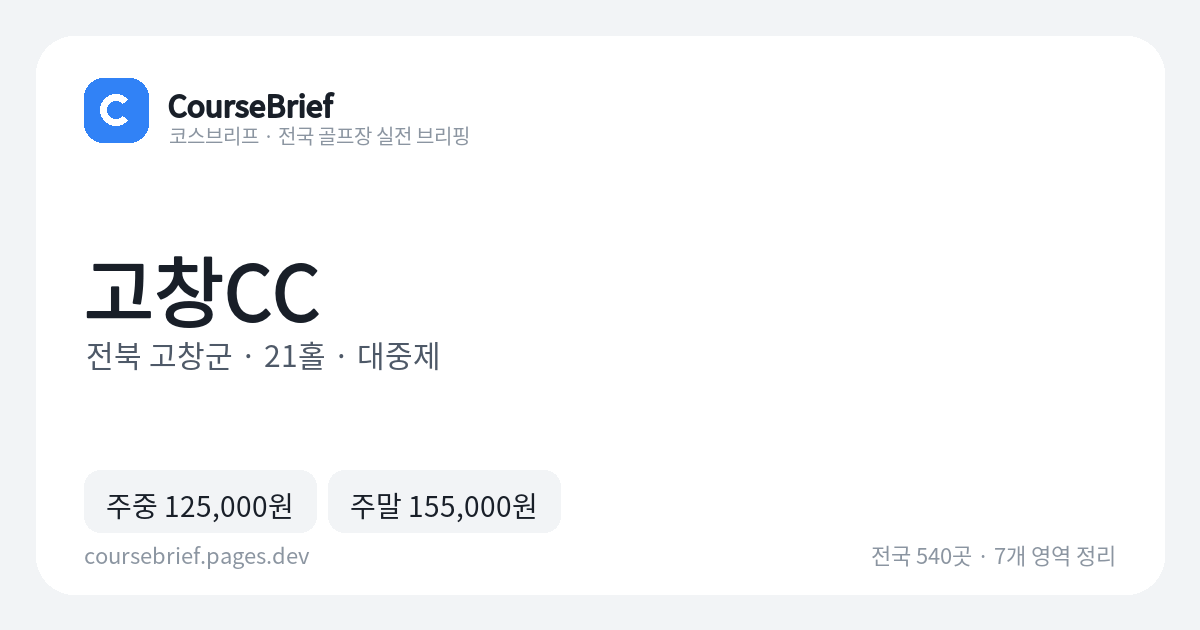 C
CourseBrief
코스브리프 · 전국 골프장 실전 브리핑
고창CC
전북 고창군 · 21홀 · 대중제
주중 125,000원
주말 155,000원
coursebrief.pages.dev
전국 540곳 · 7개 영역 정리